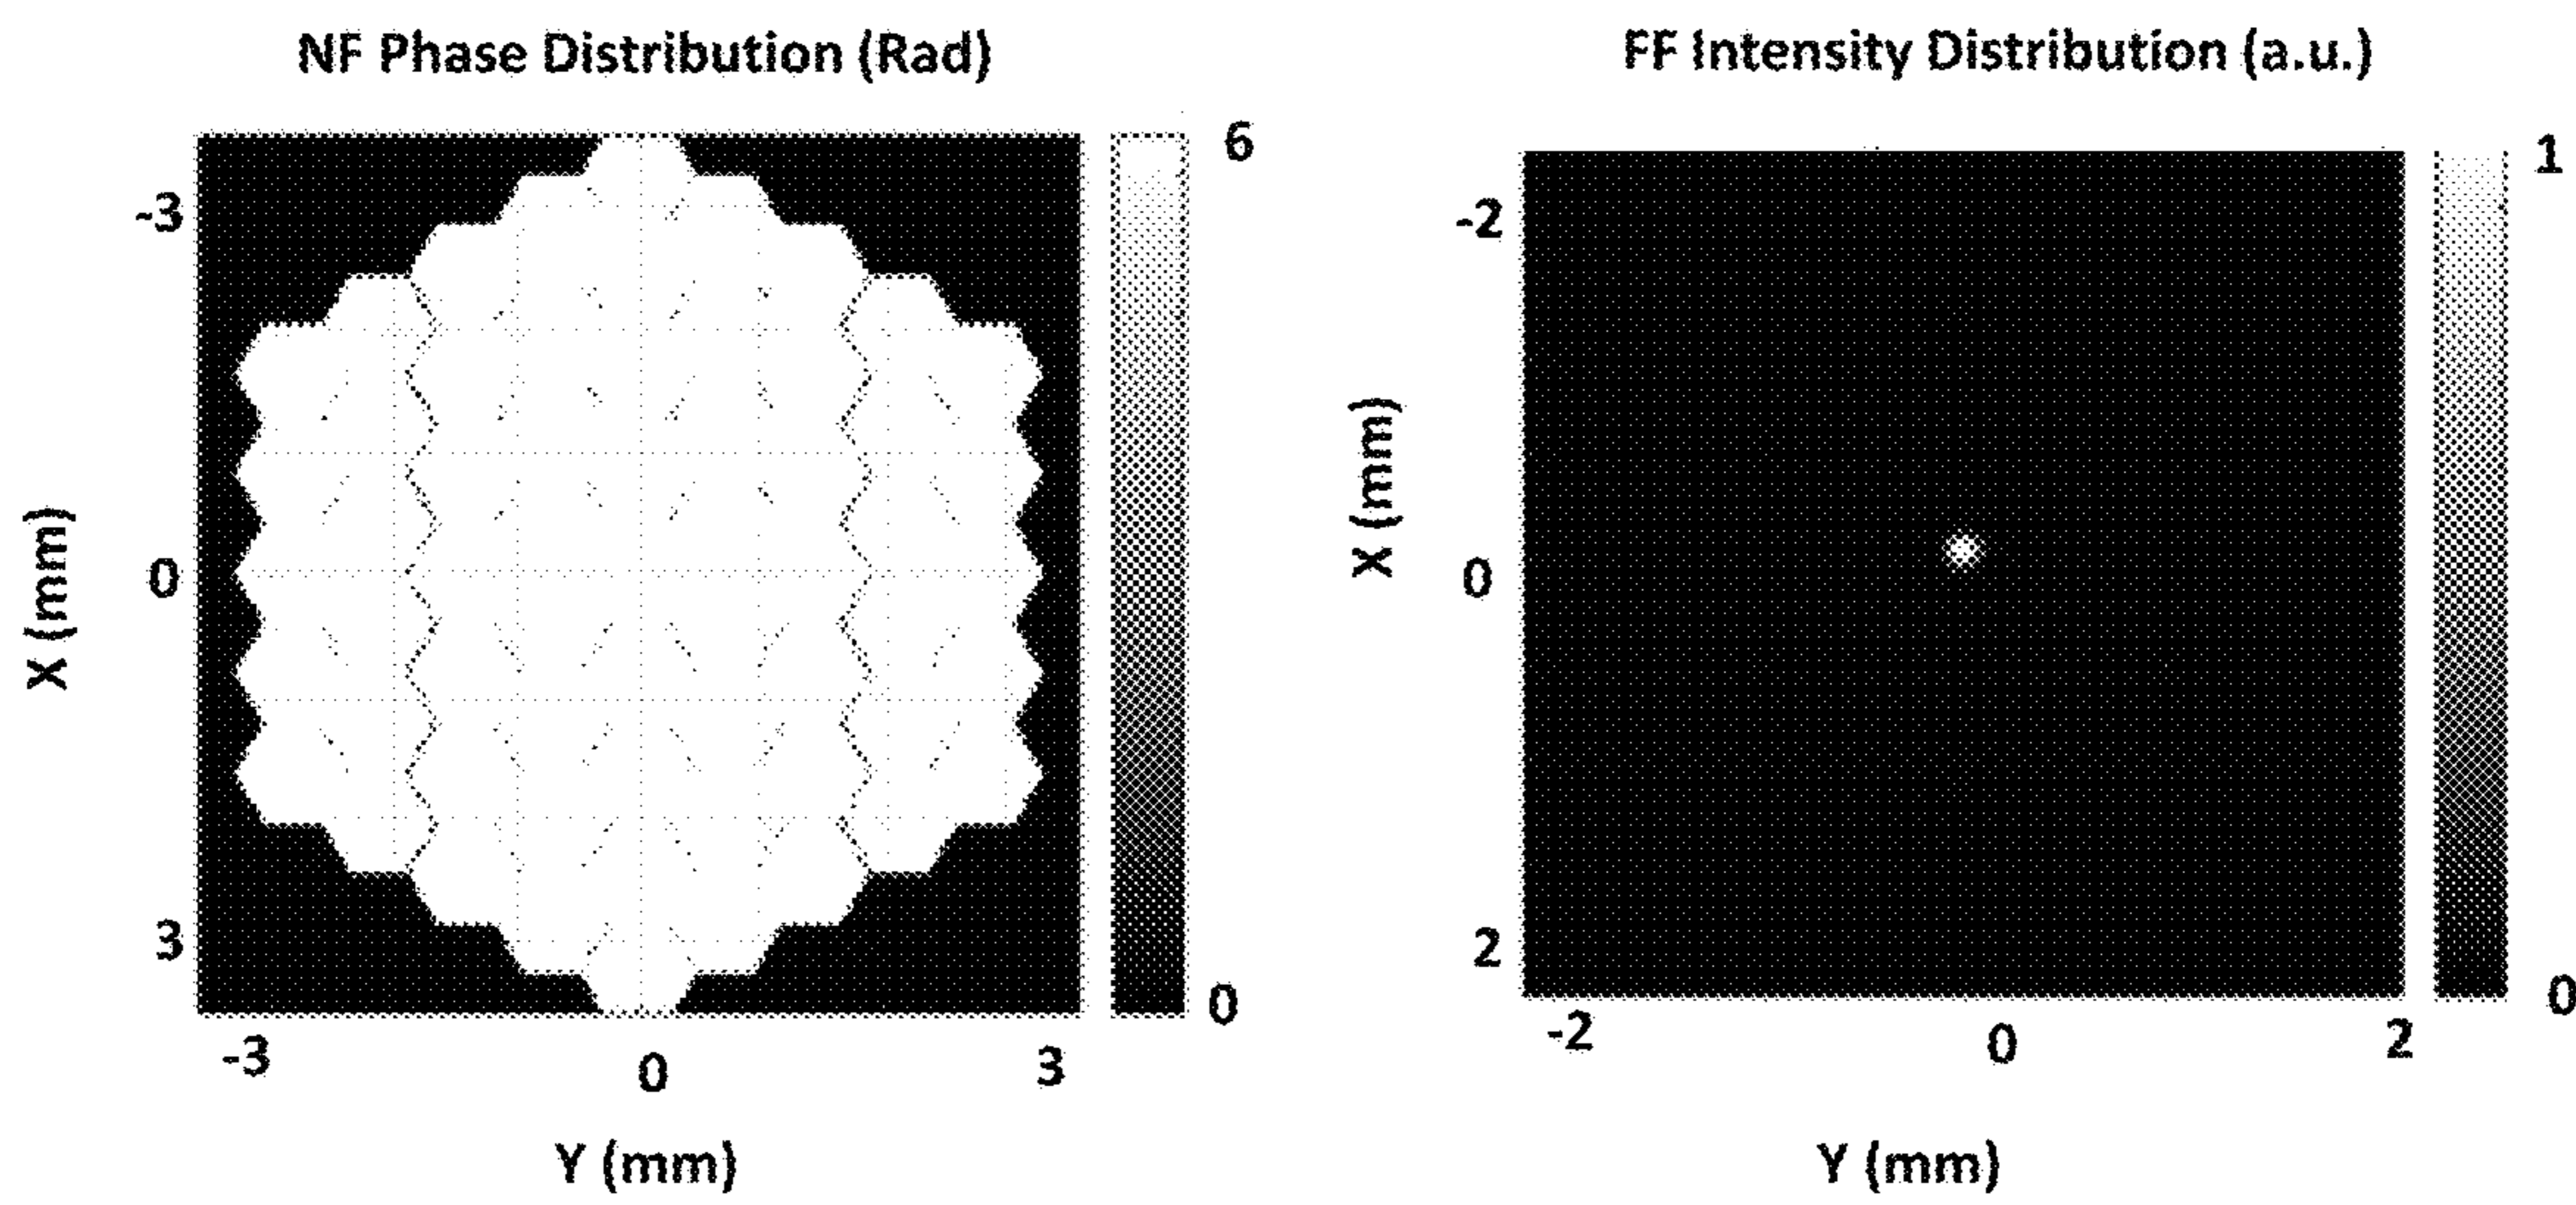 NF Phase Distribution (Rad)
6
-3
0
3
X (mm)
0
-3
0
3
Y (mm)
FF Intensity Distribution (a.u.)
1
-2
0
2
X (mm)
0
-2
0
2
Y (mm)